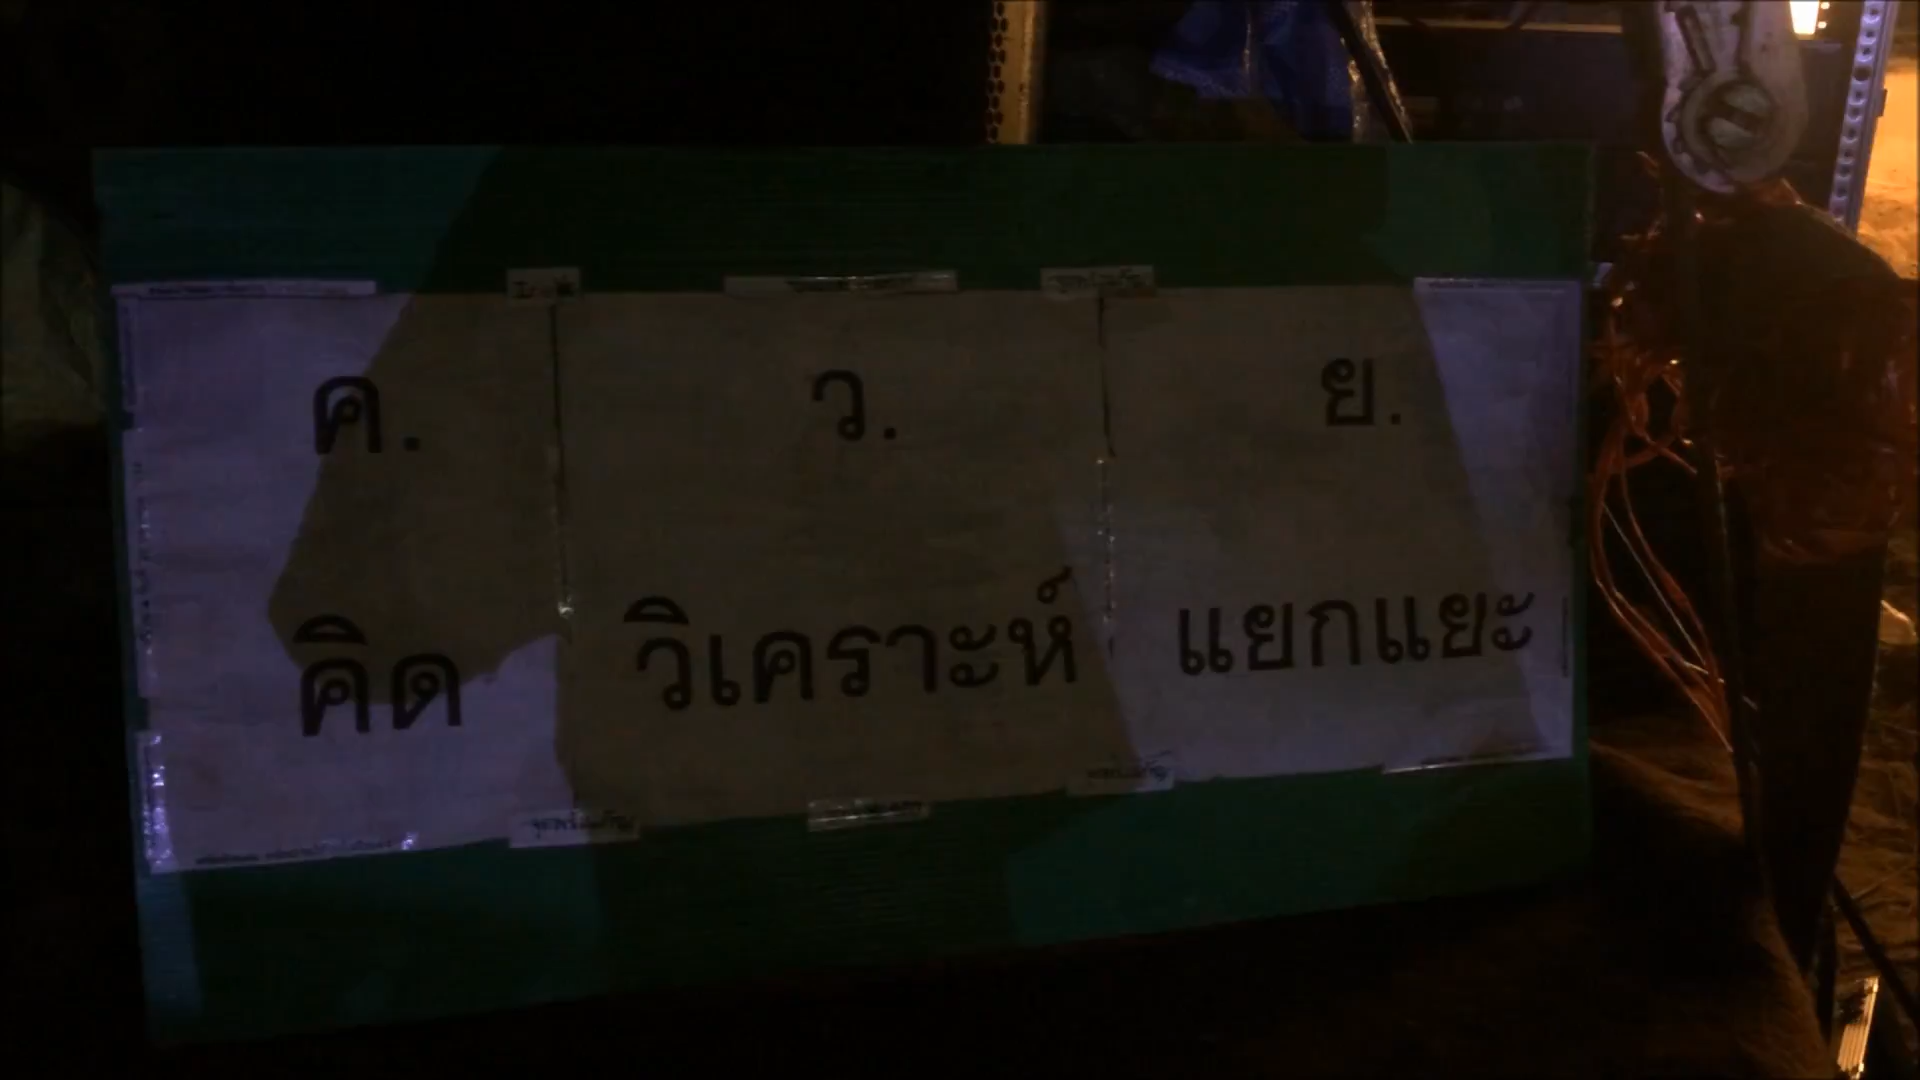 ค. ว. ย.
คิด วิเคราะห์ แยกแยะ